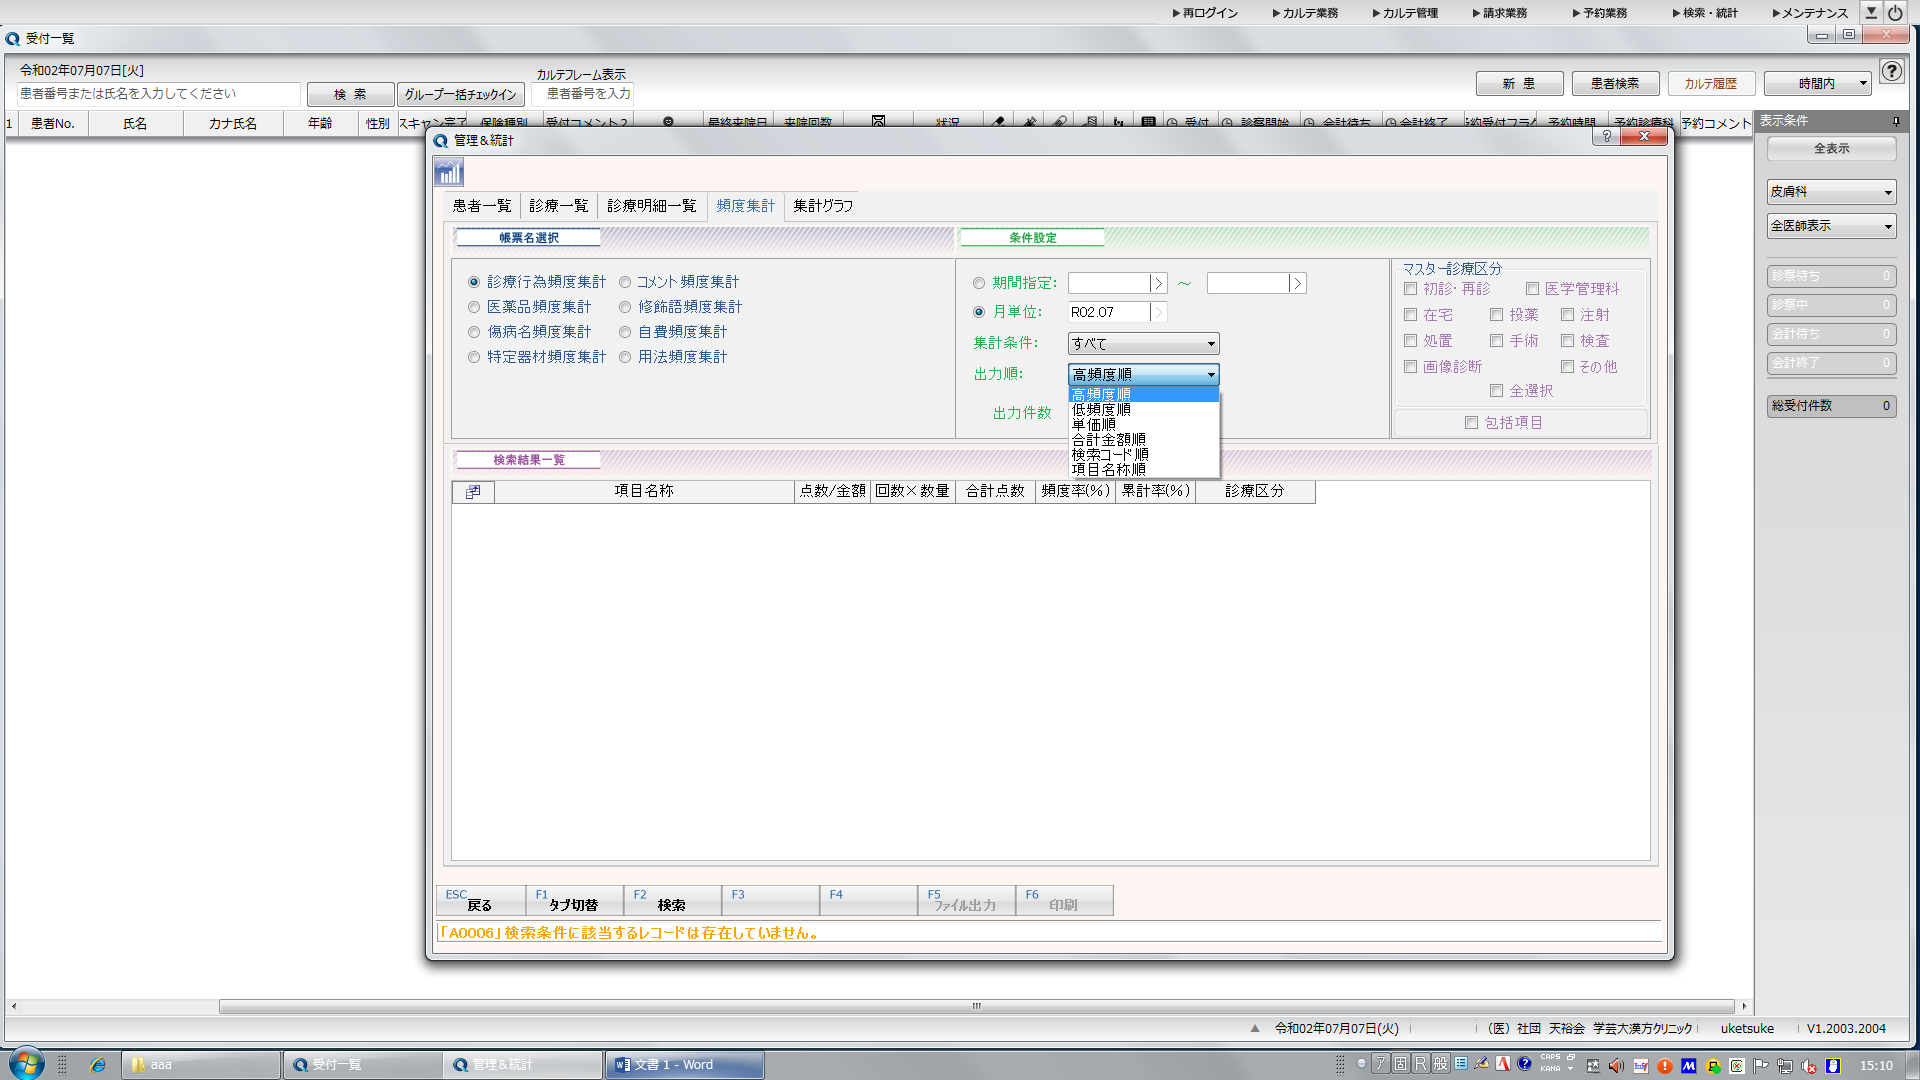 ▶再ログイン ▶カルテ業務 ▶カルテ管理 ▶請求業務 ▶予約業務 ▶検索・統計 ▶メンテナンス
受付一覧
令和02年07月07日[火]
カルテフレーム表示
患者番号または氏名を入力してください 検 索 グループ一括チェックイン 患者番号を入力
新 患 患者検索 カルテ履歴 時間内
1 患者No. 氏名 カナ氏名 年齢 性別 スキャン完了 保険種別 受付コメント2 最終来院日 来院回数 状況 受付 診察開始 会計待ち 会計終了 予約時間 予約診療科 予約コメント
表示条件
全表示
皮膚科
全医師表示
診察待ち 0
診察中 0
会計待ち 0
会計終了 0
総受付件数 0
管理&統計
患者一覧 診療一覧 診療明細一覧 頻度集計 集計グラフ
帳票名選択
条件設定
診療行為頻度集計 コメント頻度集計
医薬品頻度集計 修飾語頻度集計
傷病名頻度集計 自費頻度集計
特定器材頻度集計 用法頻度集計
期間指定: ～
月単位: R02.07
集計条件: すべて
出力順: 高頻度順
高頻度順
低頻度順
単価順
合計金額順
検索コード順
項目名称順
出力件数
マスター診療区分
初診・再診 医学管理科
在宅 投薬 注射
処置 手術 検査
画像診断 その他
全選択
包括項目
検索結果一覧
項目名称 点数/金額 回数×数量 合計点数 頻度率(%) 累計率(%) 診療区分
ESC 戻る F1 タブ切替 F2 検索 F3 F4 F5 ファイル出力 F6 印刷
「A0006」検索条件に該当するレコードは存在していません。
令和02年07月07日(火) (医)社団 天裕会 学芸大漢方クリニック uketsuke V1.2003.2004
aaa 受付一覧 管理&統計 文書 1 - Word
ア 固 R 般 CAPS KANA 15:10